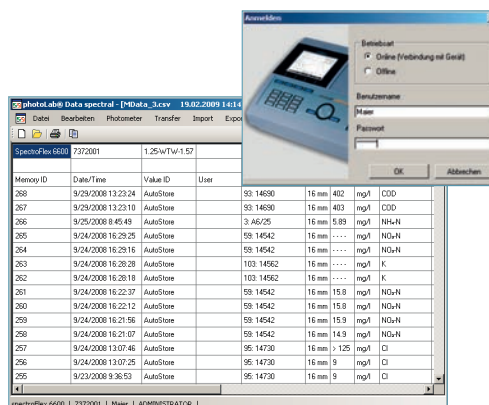 Anmelden
Betriebsart
Online (Verbindung mit Gerät)
Offline
Benutzername
Maier
Passwort
OK Abbrechen
photoLab® Data spectral - [MData_3.csv 19.02.2009 14:14
Datei Bearbeiten Photometer Transfer Import Expo
SpectroFlex 6600 7372001 1.25-WTW-1.57
Memory ID Date/Time Value ID User
268 9/29/2008 13:23:24 AutoStore 93: 14690 16 mm 402 mg/l COD
267 9/29/2008 13:23:10 AutoStore 93: 14690 16 mm 403 mg/l COD
266 9/25/2008 8:45:49 AutoStore 3: A6/25 16 mm 5.89 mg/l NH₄-N
265 9/24/2008 16:29:25 AutoStore 59: 14542 16 mm - - - - mg/l NO₃-N
264 9/24/2008 16:29:16 AutoStore 59: 14542 16 mm - - - - mg/l NO₃-N
263 9/24/2008 16:28:28 AutoStore 103: 14562 16 mm - - - - mg/l K
262 9/24/2008 16:28:18 AutoStore 103: 14562 16 mm - - - - mg/l K
261 9/24/2008 16:22:37 AutoStore 59: 14542 16 mm 15.8 mg/l NO₃-N
260 9/24/2008 16:22:12 AutoStore 59: 14542 16 mm 15.8 mg/l NO₃-N
259 9/24/2008 16:21:56 AutoStore 59: 14542 16 mm 15.9 mg/l NO₃-N
258 9/24/2008 16:21:07 AutoStore 59: 14542 16 mm 14.9 mg/l NO₃-N
257 9/24/2008 13:07:46 AutoStore 95: 14730 16 mm > 125 mg/l Cl
256 9/24/2008 13:07:25 AutoStore 95: 14730 16 mm 9 mg/l Cl
255 9/23/2008 9:36:53 AutoStore 95: 14730 16 mm 9 mg/l Cl
spectroFlex 6600 | 7372001 | Maier | ADMINISTRATOR |